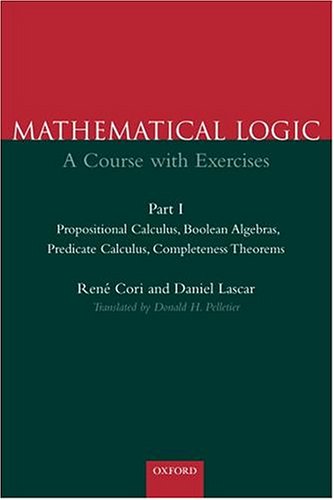 MATHEMATICAL LOGIC
A Course with Exercises
Part I
Propositional Calculus, Boolean Algebras,
Predicate Calculus, Completeness Theorems
René Cori and Daniel Lascar
Translated by Donald H. Pelletier
OXFORD